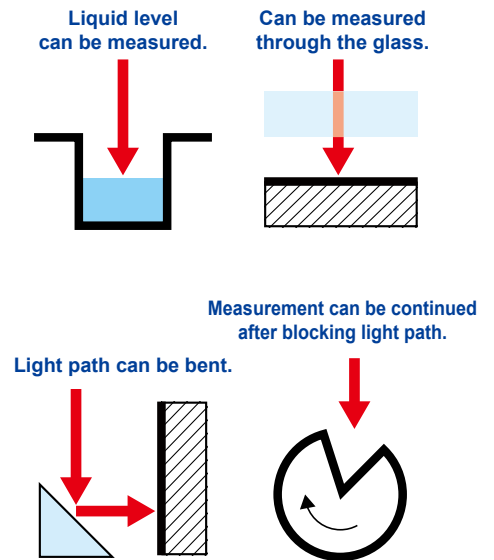 Liquid level
can be measured.
Can be measured
through the glass.
Light path can be bent.
Measurement can be continued
after blocking light path.